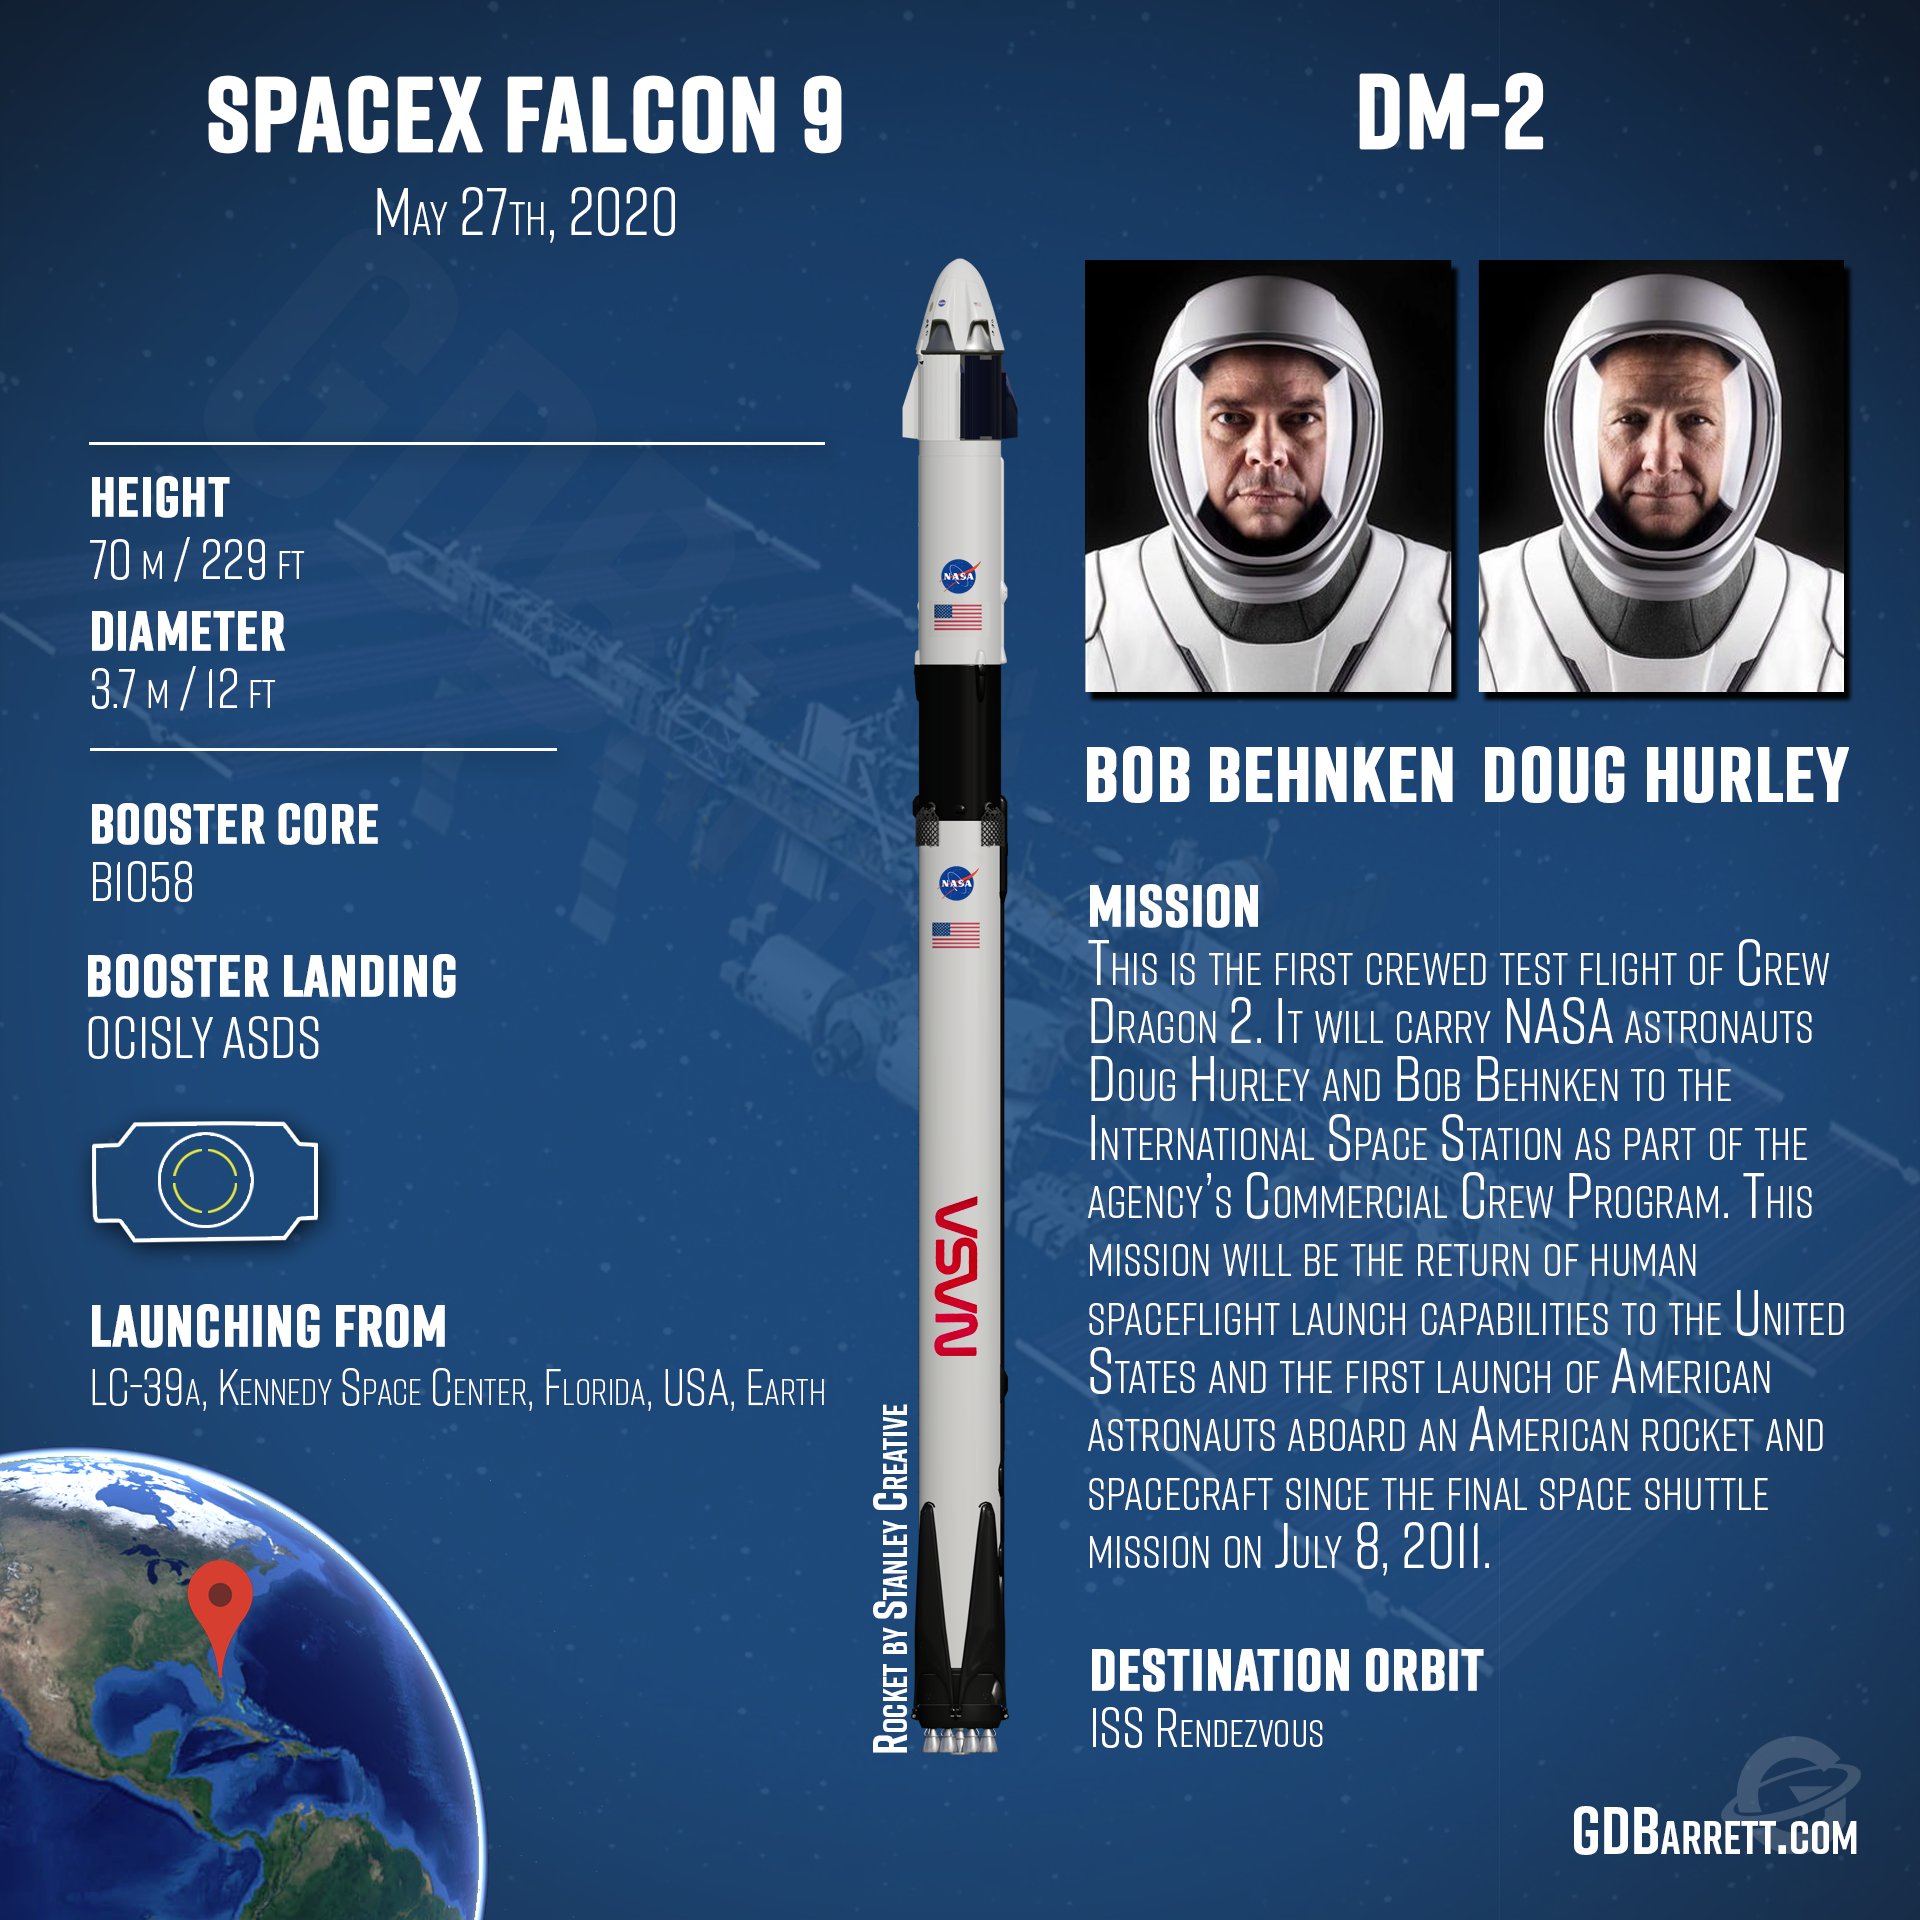 SPACEX FALCON 9
MAY 27TH, 2020
HEIGHT
70 M / 229 FT
DIAMETER
3.7 M / 12 FT
BOOSTER CORE
B1058
BOOSTER LANDING
OCISLY ASDS
LAUNCHING FROM
LC-39A, KENNEDY SPACE CENTER, FLORIDA, USA, EARTH
NASA
NASA
NASA
ROCKET BY STANLEY CREATIVE
DM-2
BOB BEHNKEN DOUG HURLEY
MISSION
THIS IS THE FIRST CREWED TEST FLIGHT OF CREW
DRAGON 2. IT WILL CARRY NASA ASTRONAUTS
DOUG HURLEY AND BOB BEHNKEN TO THE
INTERNATIONAL SPACE STATION AS PART OF THE
AGENCY'S COMMERCIAL CREW PROGRAM. THIS
MISSION WILL BE THE RETURN OF HUMAN
SPACEFLIGHT LAUNCH CAPABILITIES TO THE UNITED
STATES AND THE FIRST LAUNCH OF AMERICAN
ASTRONAUTS ABOARD AN AMERICAN ROCKET AND
SPACECRAFT SINCE THE FINAL SPACE SHUTTLE
MISSION ON JULY 8, 2011.
DESTINATION ORBIT
ISS RENDEZVOUS
GDBARRETT.COM